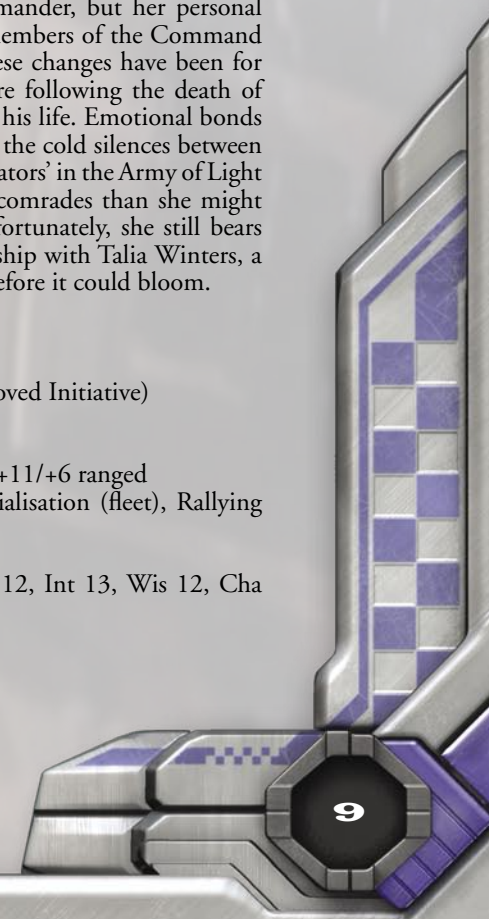 mander, but her personal
members of the Command
ese changes have been for
re following the death of
his life. Emotional bonds
the cold silences between
ators' in the Army of Light
comrades than she might
fortunately, she still bears
ship with Talia Winters, a
efore it could bloom.
oved Initiative)
+11/+6 ranged
ialisation (fleet), Rallying
12, Int 13, Wis 12, Cha
9